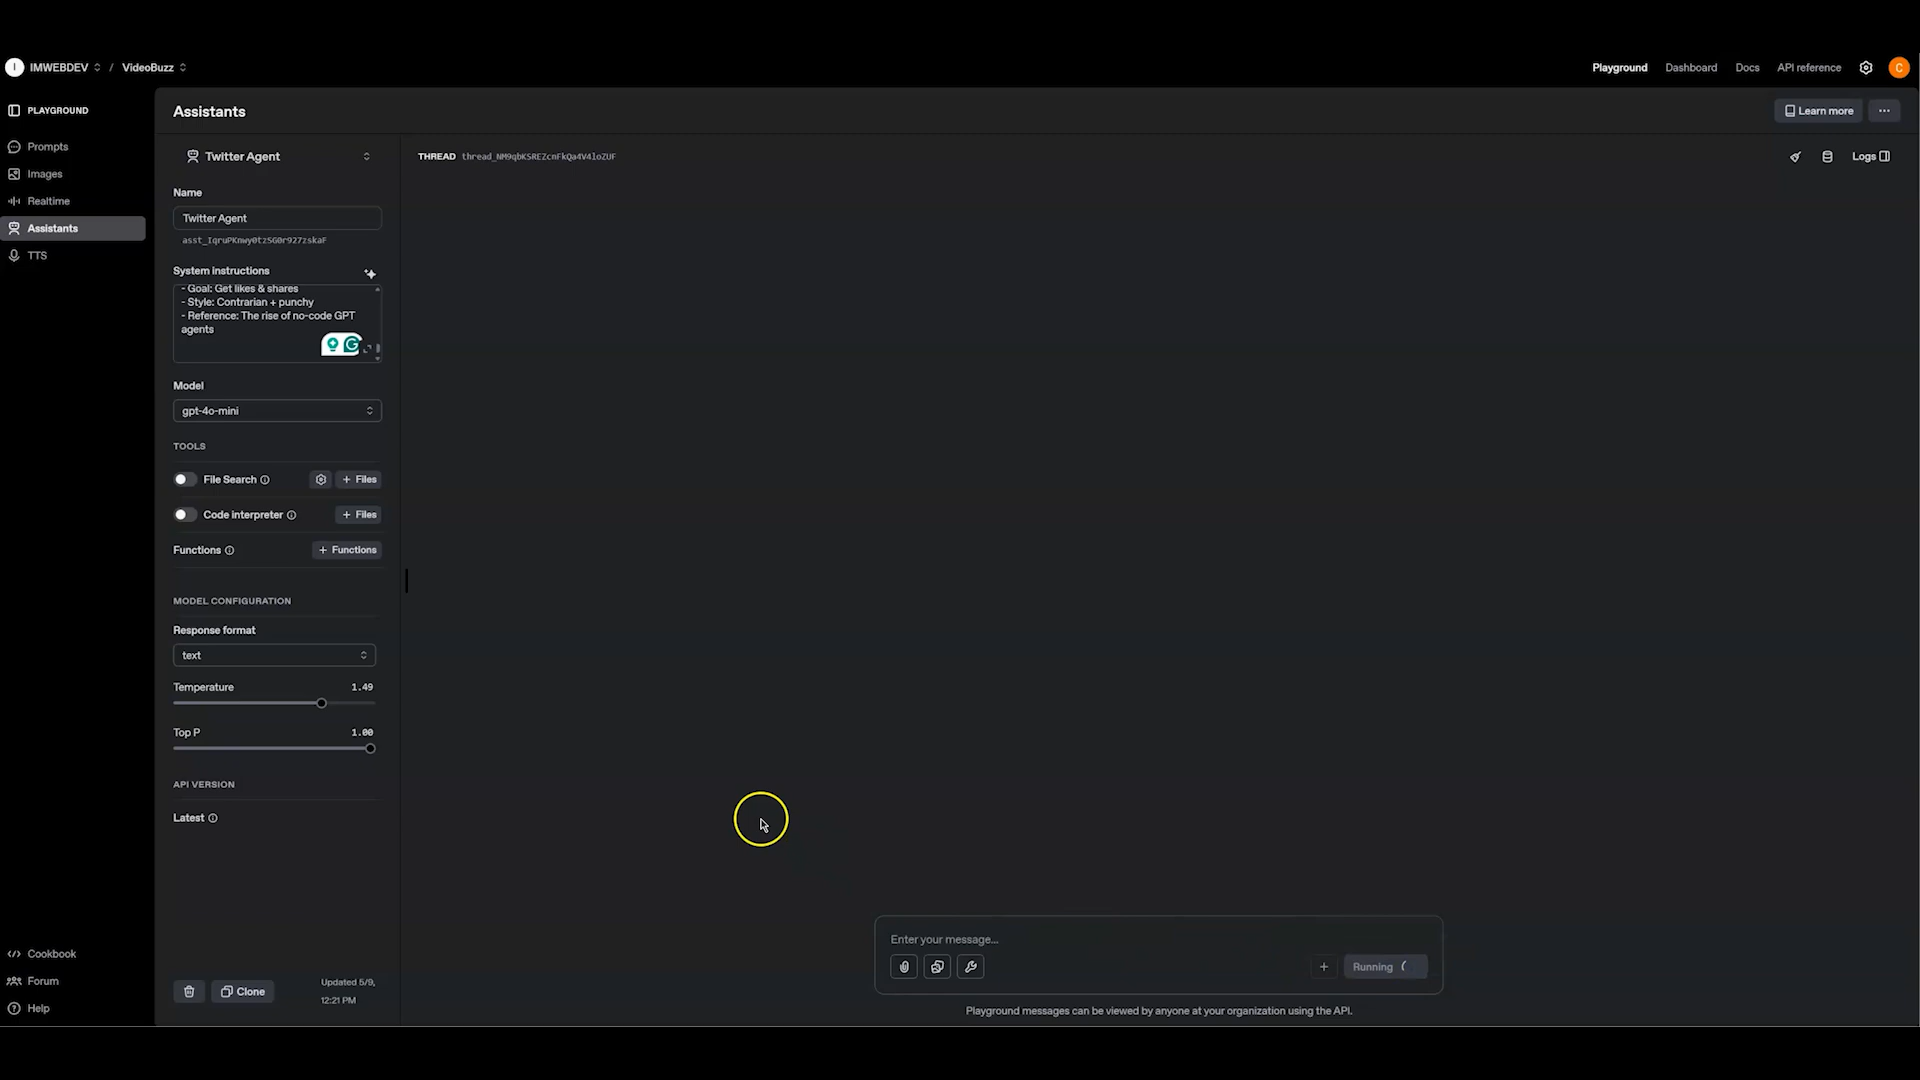 I IMWEBDEV / VideoBuzz
Playground Dashboard Docs API reference C
PLAYGROUND
Prompts
Images
Realtime
Assistants
TTS
Cookbook
Forum
Help
Assistants
Learn more ...
Twitter Agent
Name
Twitter Agent
asst_IqruPKnwy0tzSG0r927zskaF
System instructions
- Goal: Get likes & shares
- Style: Contrarian + punchy
- Reference: The rise of no-code GPT
agents
Model
gpt-4o-mini
TOOLS
File Search + Files
Code interpreter + Files
Functions + Functions
MODEL CONFIGURATION
Response format
text
Temperature 1.49
Top P 1.00
API VERSION
Latest
Clone
Updated 5/9,
12:21 PM
THREAD thread_NM9qbKSREZcmFkQa4V4loZUF
Logs
Enter your message...
+ Running
Playground messages can be viewed by anyone at your organization using the API.